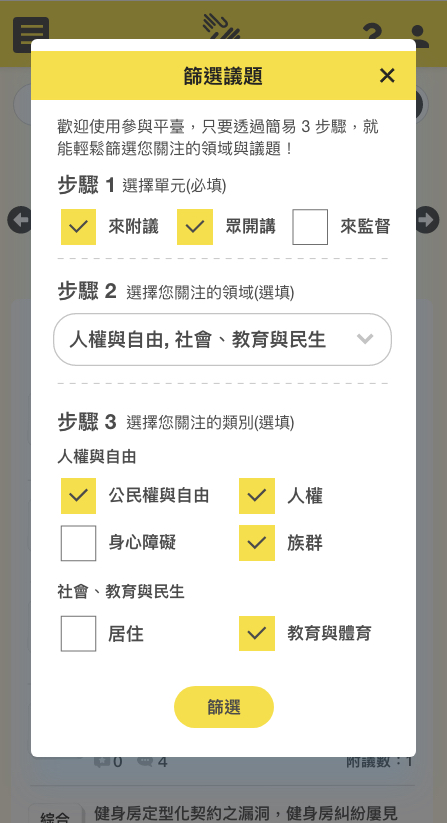 ?
篩選議題
歡迎使用參與平臺，只要透過簡易 3 步驟，就
能輕鬆篩選您關注的領域與議題！
步驟 1 選擇單元(必填)
來附議 眾開講 來監督
步驟 2 選擇您關注的領域(選填)
人權與自由, 社會、教育與民生
步驟 3 選擇您關注的類別(選填)
人權與自由
公民權與自由 人權
身心障礙 族群
社會、教育與民生
居住 教育與體育
篩選
0 4 附議數：1
綜合 健身房定型化契約之漏洞，健身房糾紛屢見